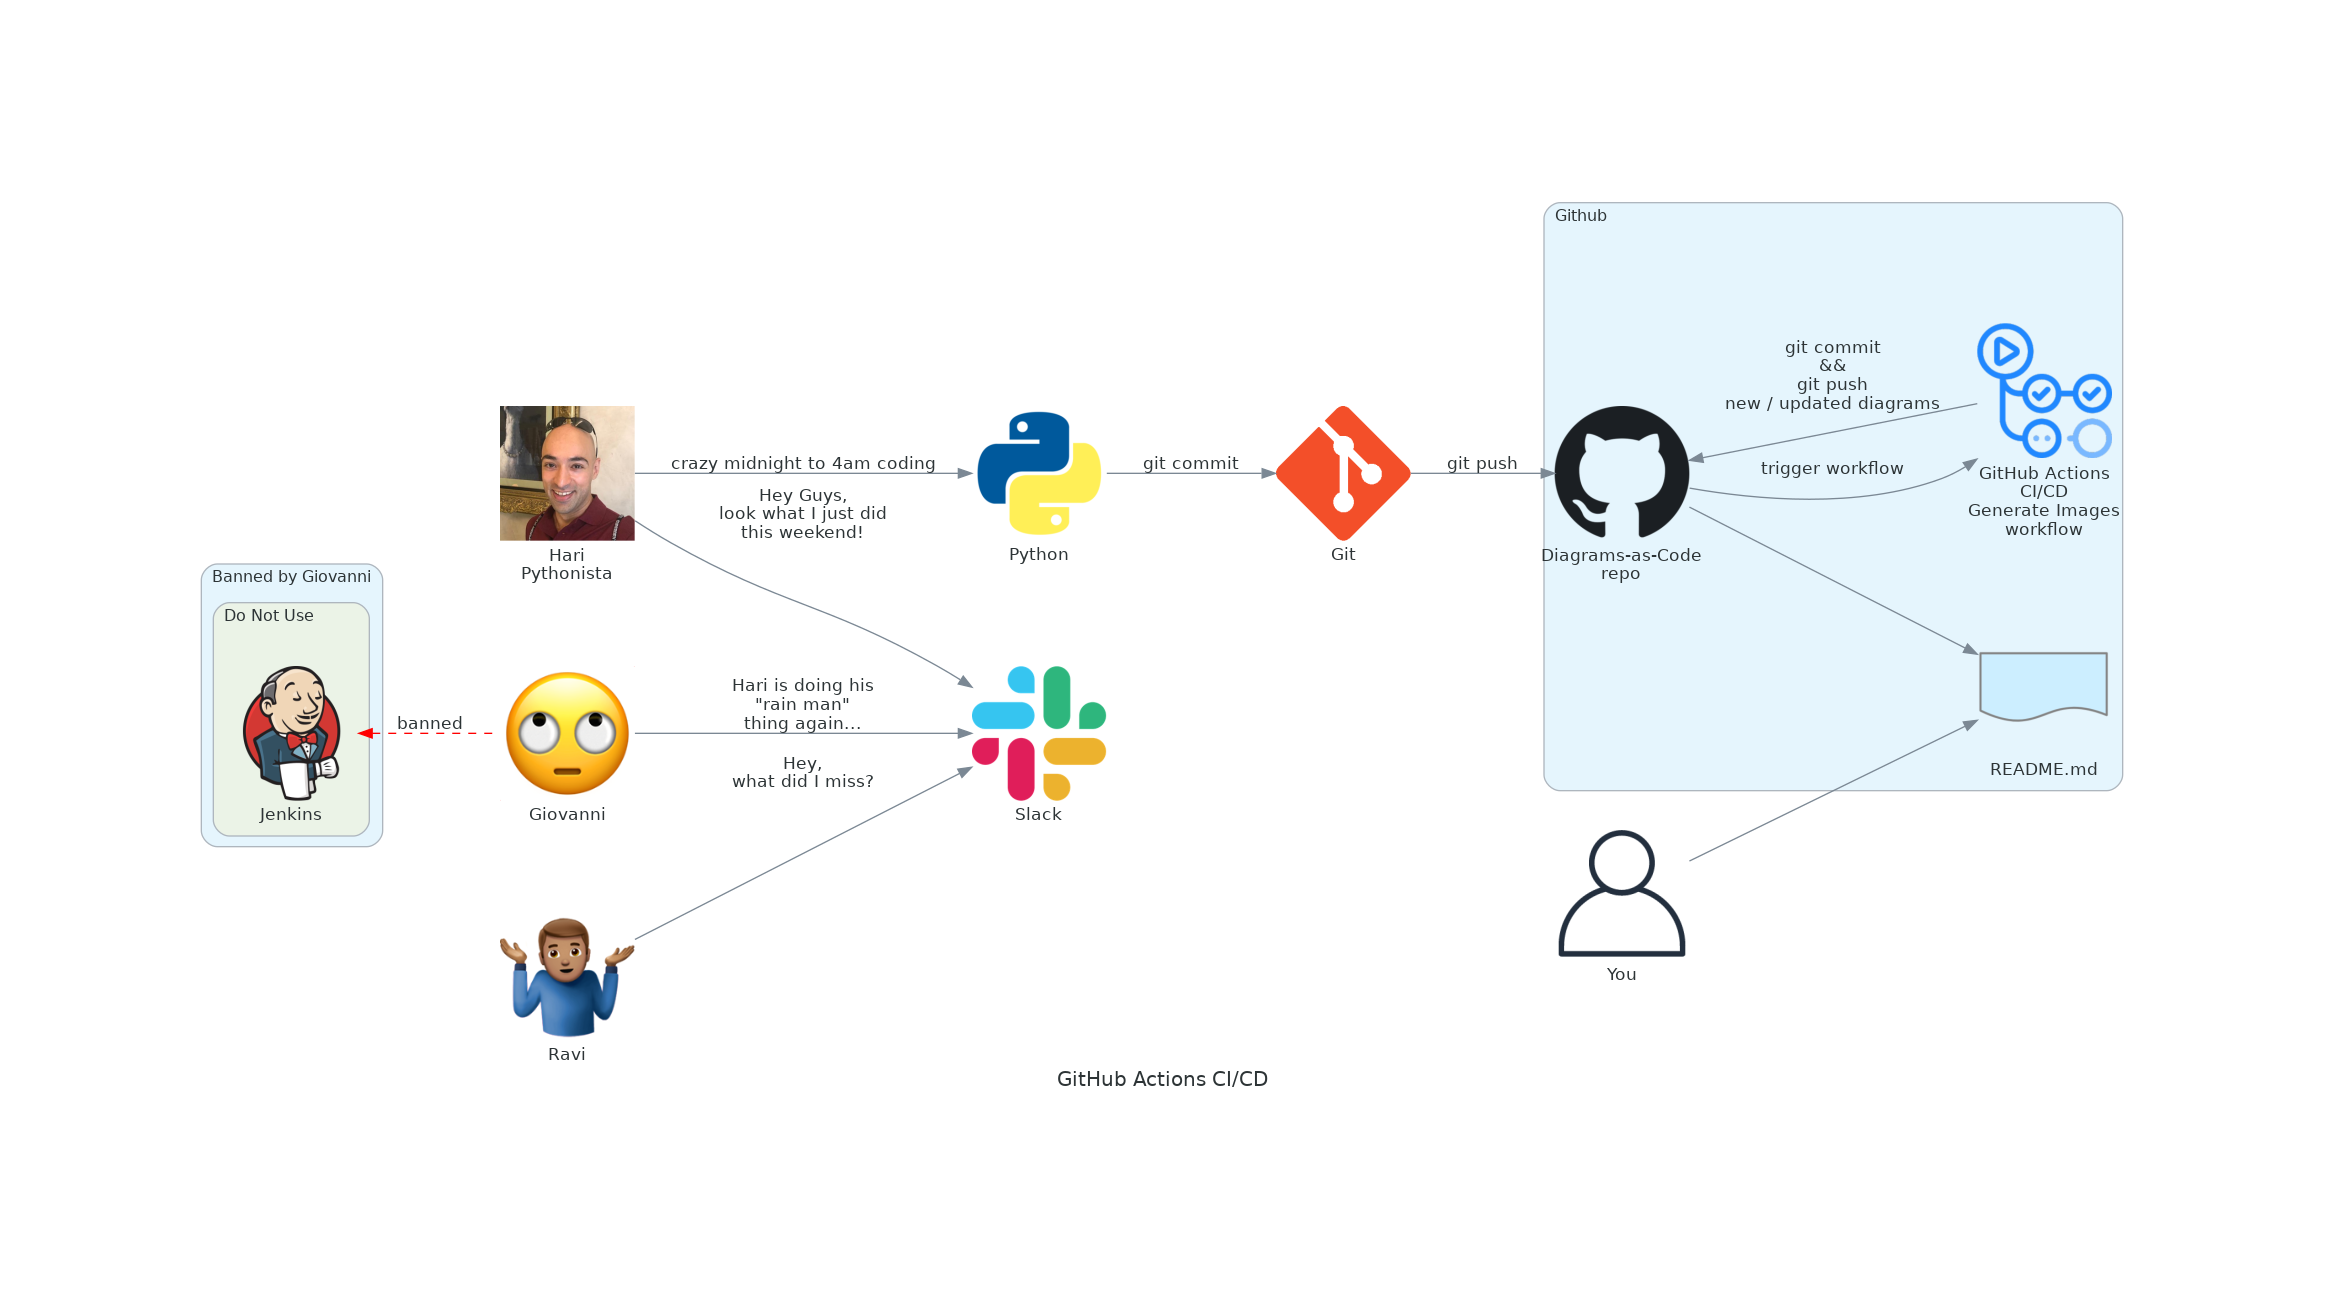 Github
git commit
&&
git push
new / updated diagrams
crazy midnight to 4am coding
git commit
git push
trigger workflow
GitHub Actions
CI/CD
Generate Images
workflow
Hey Guys,
look what I just did
this weekend!
Hari
Pythonista
Python
Git
Diagrams-as-Code
repo
Banned by Giovanni
Do Not Use
Hari is doing his
"rain man"
thing again...
banned
Hey,
what did I miss?
README.md
Jenkins
Giovanni
Slack
You
Ravi
GitHub Actions CI/CD